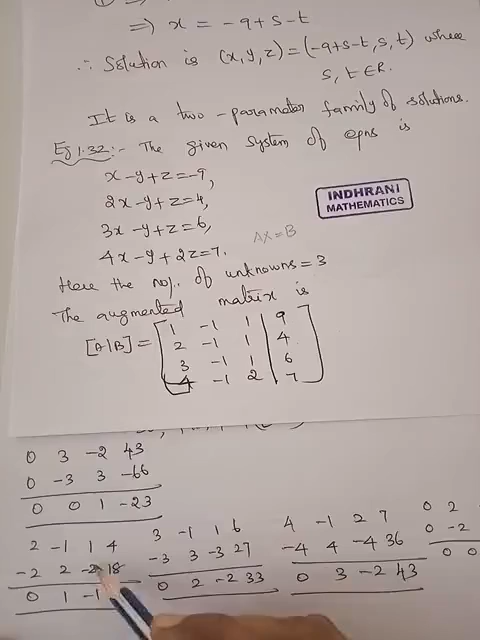 =) x = -9+S-t
∴ Solution is (x,y,z)=(-9+s-t, s, t) where
s, t ∈ R.
It is a two-parameter family of solutions.
Eg 1.32:- The given system of eqns is
x-y+z=-9,
2x-y+z=4,
3x-y+z=6,
4x-y+2z=7.
INDHRANI
MATHEMATICS
AX=B
Here the no/. of unknowns = 3
The augmented matrix is
[A|B] = [1 -1 1 | 9
2 -1 1 | 4
3 -1 1 | 6
4 -1 2 | 7]
0 3 -2 43
0 -3 3 -66
0 0 1 -23
2 -1 1 4
-2 2 -2 18
0 1 -1
3 -1 1 6
-3 3 -3 27
0 2 -2 33
4 -1 2 7
-4 4 -4 36
0 3 -2 43
0 2
0 -2
0 0